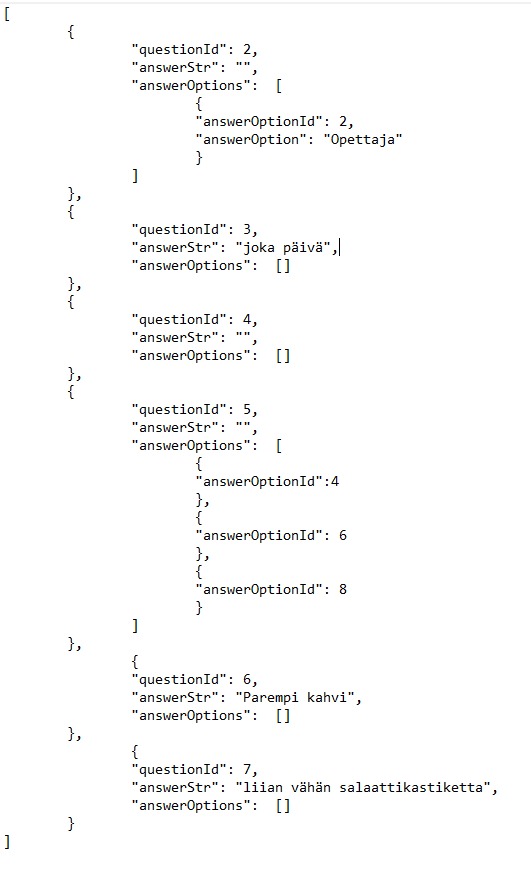 [
	{
		"questionId": 2,
		"answerStr": "",
		"answerOptions":  [
			{
			"answerOptionId": 2,
			"answerOption": "Opettaja"
			}
		]
	},
	{
		"questionId": 3,
		"answerStr": "joka päivä",
		"answerOptions":  []
	},
	{
		"questionId": 4,
		"answerStr": "",
		"answerOptions":  []
	},
	{
		"questionId": 5,
		"answerStr": "",
		"answerOptions":  [
			{
			"answerOptionId":4
			},
			{
			"answerOptionId": 6
			},
			{
			"answerOptionId": 8
			}
		]
	},
		{
		"questionId": 6,
		"answerStr": "Parempi kahvi",
		"answerOptions":  []
	},
		{
		"questionId": 7,
		"answerStr": "liian vähän salaattikastiketta",
		"answerOptions":  []
	}
]